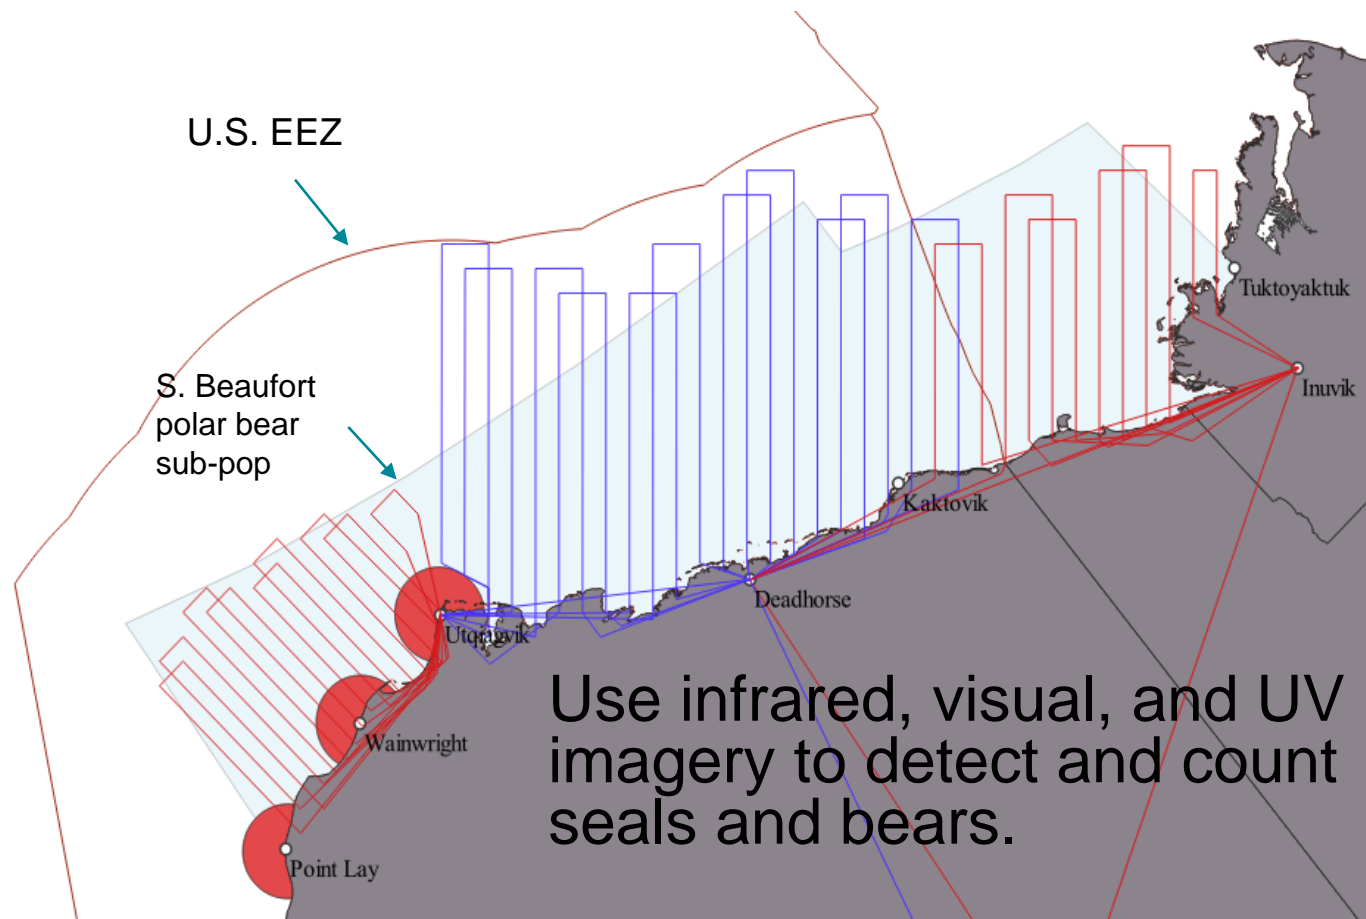 U.S. EEZ
S. Beaufort
polar bear
sub-pop
Tuktoyaktuk
Inuvik
Kaktovik
Deadhorse
Utqiagvik
Wainwright
Point Lay
Use infrared, visual, and UV
imagery to detect and count
seals and bears.